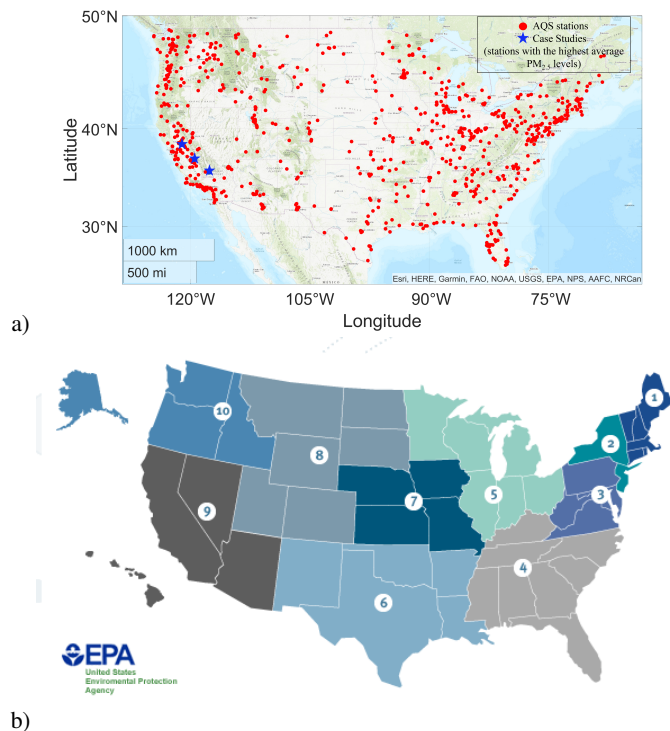 50°N
40°N
30°N
Latitude
AQS stations
Case Studies
(stations with the highest average
PM2.5 levels)
1000 km
500 mi
Esri, HERE, Garmin, FAO, NOAA, USGS, EPA, NPS, AAFC, NRCan
120°W 105°W 90°W 75°W
Longitude
a)
1
10
2
8
3
5
7
9
4
6
EPA
United States
Enviromental Protection
Agency
b)